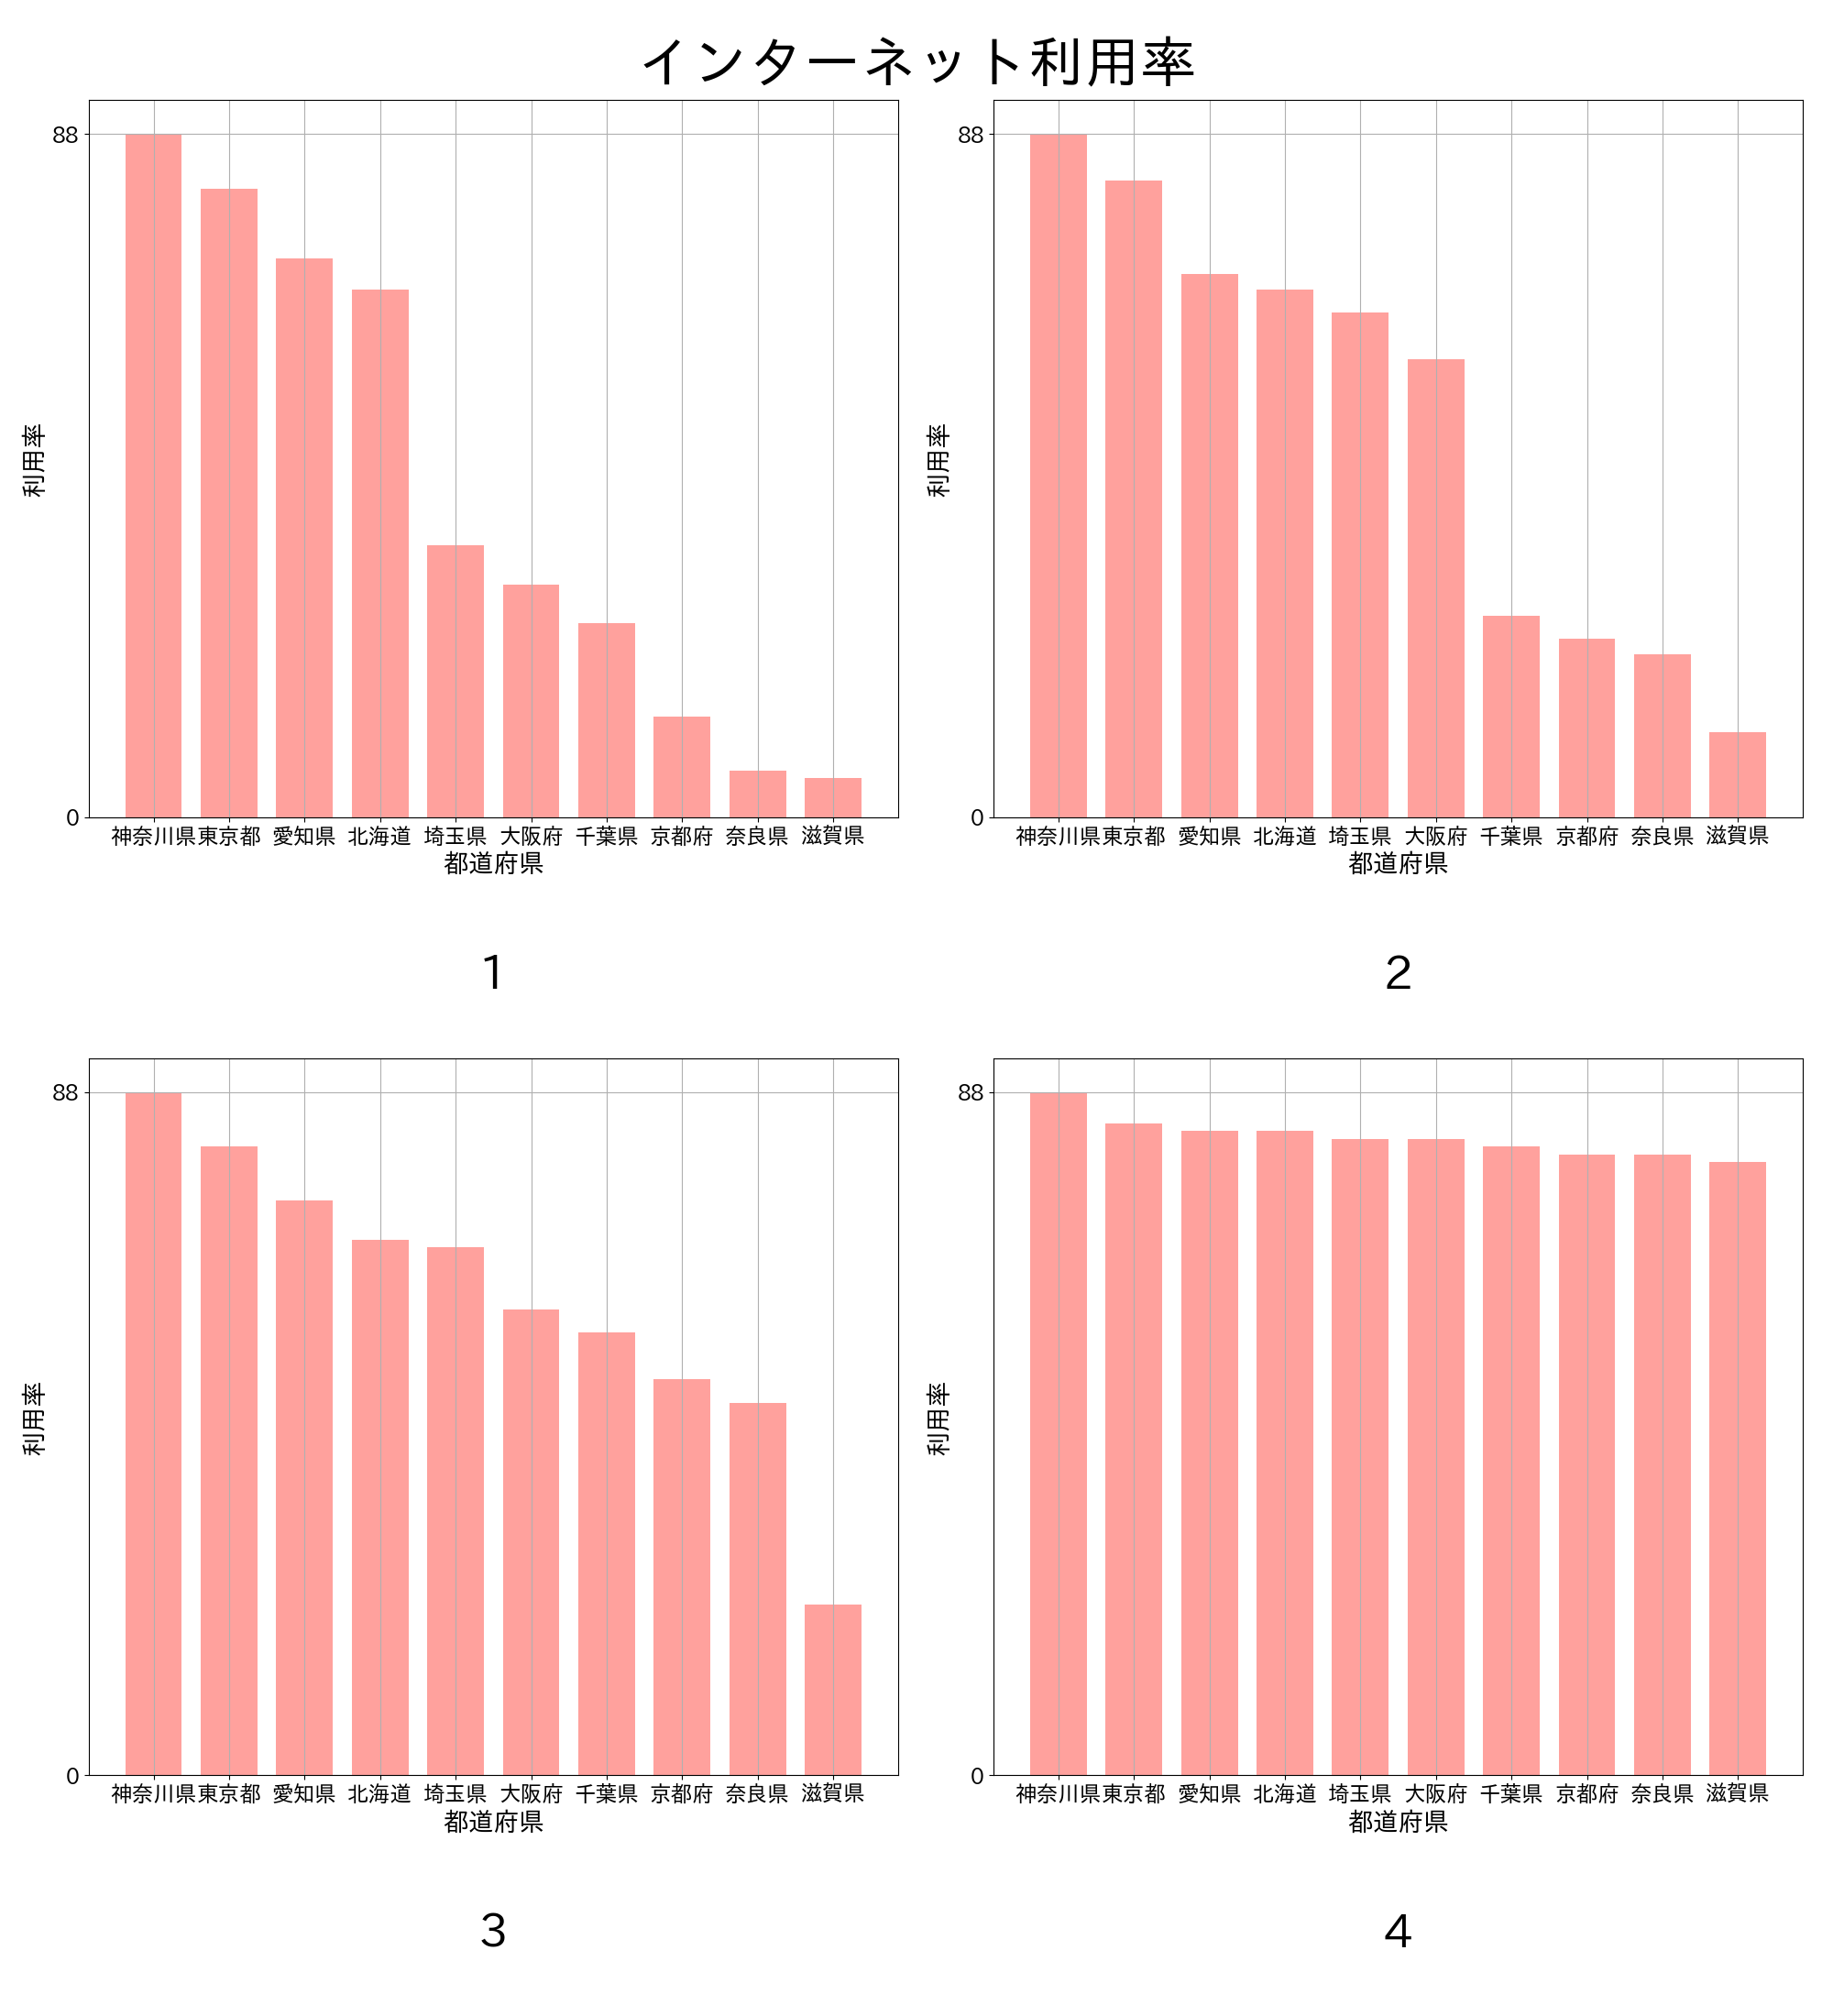 インターネット利用率
88
利用率
0
神奈川県 東京都 愛知県 北海道 埼玉県 大阪府 千葉県 京都府 奈良県 滋賀県
都道府県
1
88
利用率
0
神奈川県 東京都 愛知県 北海道 埼玉県 大阪府 千葉県 京都府 奈良県 滋賀県
都道府県
2
88
利用率
0
神奈川県 東京都 愛知県 北海道 埼玉県 大阪府 千葉県 京都府 奈良県 滋賀県
都道府県
3
88
利用率
0
神奈川県 東京都 愛知県 北海道 埼玉県 大阪府 千葉県 京都府 奈良県 滋賀県
都道府県
4